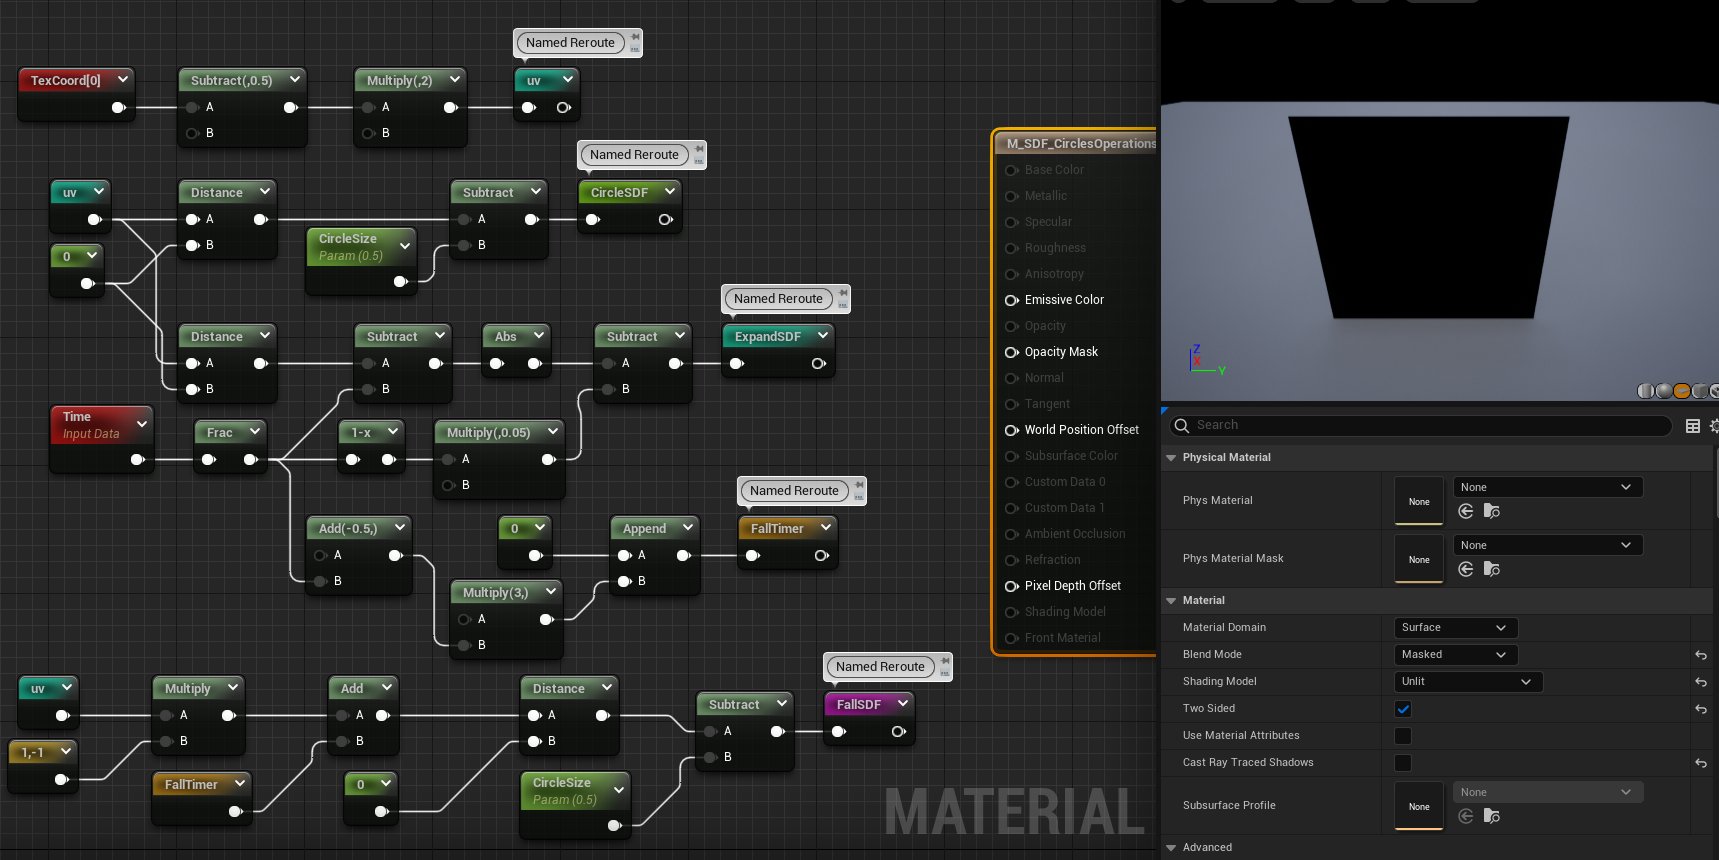 Named Reroute
TexCoord[0]
Subtract(,0.5)
Multiply(,2)
uv
A
A
B
B
Named Reroute
uv
Distance
Subtract
CircleSDF
A
A
B
CircleSize
Param (0.5)
B
0
Named Reroute
Distance
Subtract
Abs
Subtract
ExpandSDF
A
A
A
B
B
B
Time
Input Data
Frac
1-x
Multiply(,0.05)
A
B
Named Reroute
Add(-0.5,)
0
Append
FallTimer
A
A
B
B
Multiply(3,)
A
B
Named Reroute
uv
Multiply
Add
Distance
Subtract
FallSDF
A
A
A
A
B
B
B
B
1,-1
FallTimer
0
CircleSize
Param (0.5)
MATERIAL
M_SDF_CirclesOperations
Base Color
Metallic
Specular
Roughness
Anisotropy
Emissive Color
Opacity
Opacity Mask
Normal
Tangent
World Position Offset
Subsurface Color
Custom Data 0
Custom Data 1
Ambient Occlusion
Refraction
Pixel Depth Offset
Shading Model
Front Material
Z
X
Y
Search
Physical Material
Phys Material
None
None
Phys Material Mask
None
None
Material
Material Domain
Surface
Blend Mode
Masked
Shading Model
Unlit
Two Sided
Use Material Attributes
Cast Ray Traced Shadows
Subsurface Profile
None
None
Advanced